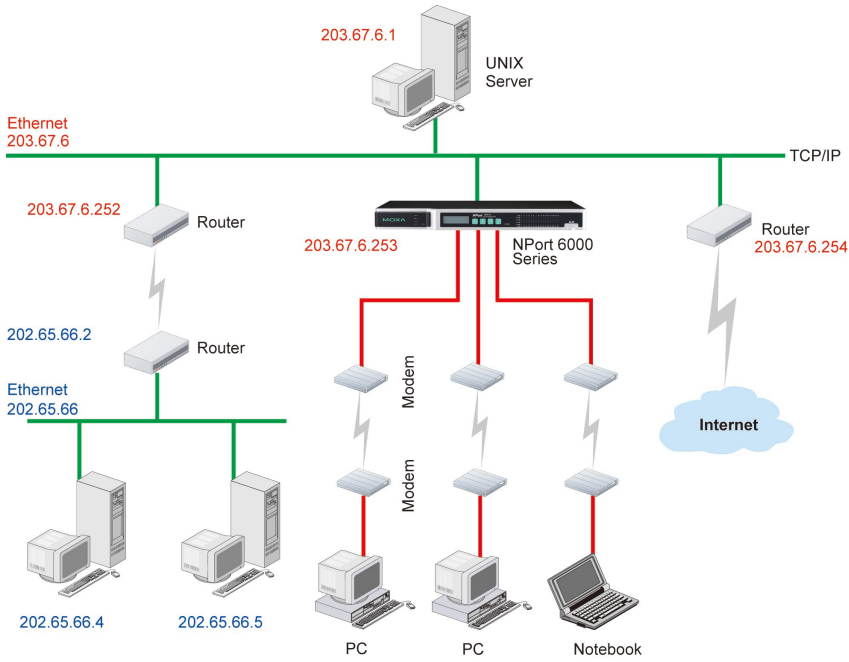 203.67.6.1
UNIX
Server
Ethernet
203.67.6
TCP/IP
203.67.6.252
Router
MOXA
203.67.6.253
NPort 6000
Series
Router
203.67.6.254
202.65.66.2
Router
Ethernet
202.65.66
Modem
Modem
Internet
202.65.66.4
202.65.66.5
PC
PC
Notebook